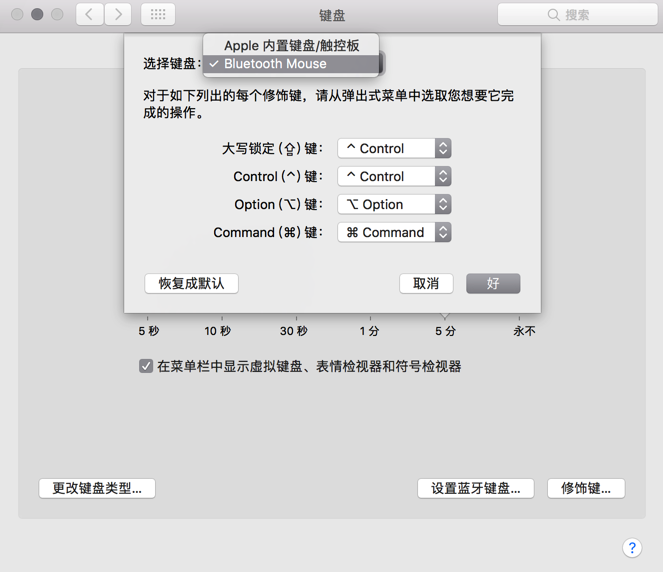 键盘
搜索
Apple 内置键盘/触控板
选择键盘: ✓ Bluetooth Mouse
对于如下列出的每个修饰键，请从弹出式菜单中选取您想要它完
成的操作。
大写锁定 (⇪) 键： ⌃ Control
Control (⌃) 键： ⌃ Control
Option (⌥) 键： ⌥ Option
Command (⌘) 键： ⌘ Command
恢复成默认 取消 好
5 秒 10 秒 30 秒 1 分 5 分 永不
在菜单栏中显示虚拟键盘、表情检视器和符号检视器
更改键盘类型... 设置蓝牙键盘... 修饰键...
?